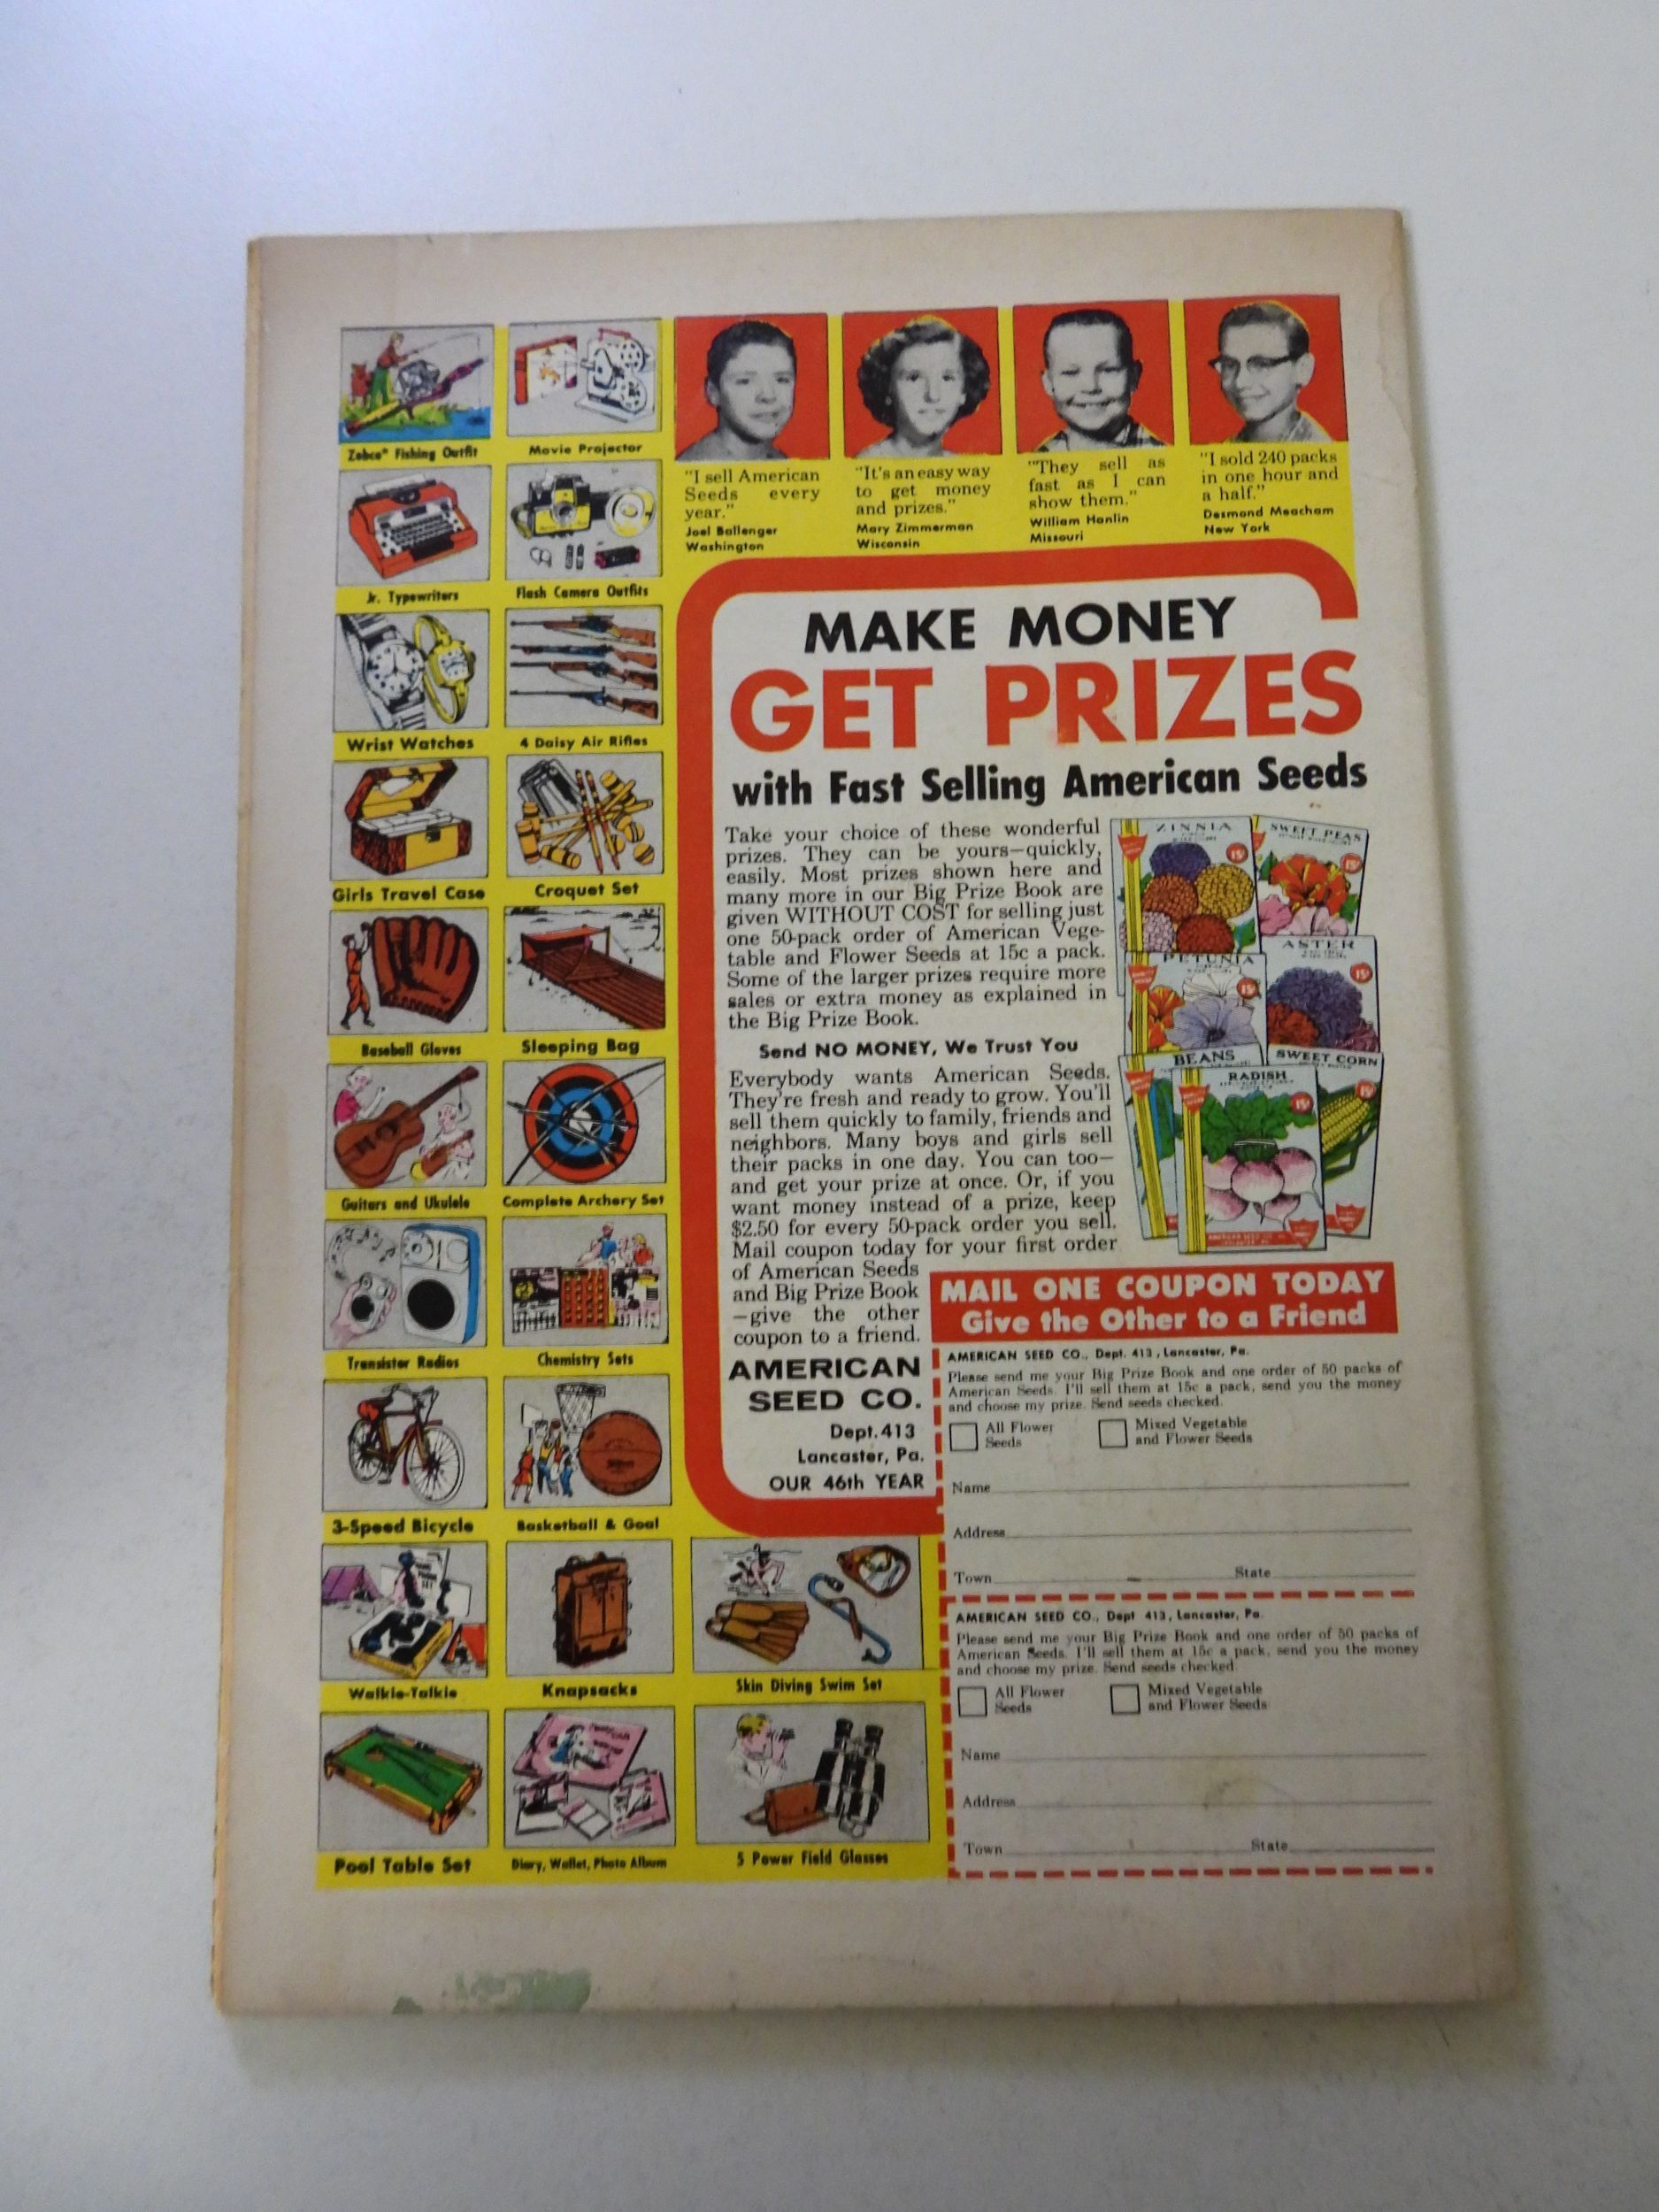 Zebco* Fishing Outfit
Movie Projector
Jr. Typewriters
Flash Camera Outfits
Wrist Watches
4 Daisy Air Rifles
Girls Travel Case
Croquet Set
Baseball Gloves
Sleeping Bag
Guitars and Ukulele
Complete Archery Set
Transistor Radios
Chemistry Sets
3-Speed Bicycle
Basketball & Goal
Walkie-Talkie
Knapsacks
Skin Diving Swim Set
Pool Table Set
Diary, Wallet, Photo Album
5 Power Field Glasses
"I sell American
Seeds every
year."
Joel Ballenger
Washington
"It's an easy way
to get money
and prizes."
Mary Zimmerman
Wisconsin
"They sell as
fast as I can
show them."
William Hanlin
Missouri
"I sold 240 packs
in one hour and
a half."
Desmond Meacham
New York
MAKE MONEY
GET PRIZES
with Fast Selling American Seeds
Take your choice of these wonderful
prizes. They can be yours—quickly,
easily. Most prizes shown here and
many more in our Big Prize Book are
given WITHOUT COST for selling just
one 50-pack order of American Vege-
table and Flower Seeds at 15c a pack.
Some of the larger prizes require more
sales or extra money as explained in
the Big Prize Book.
Send NO MONEY, We Trust You
Everybody wants American Seeds.
They're fresh and ready to grow. You'll
sell them quickly to family, friends and
neighbors. Many boys and girls sell
their packs in one day. You can too—
and get your prize at once. Or, if you
want money instead of a prize, keep
$2.50 for every 50-pack order you sell.
Mail coupon today for your first order
of American Seeds
and Big Prize Book
—give the other
coupon to a friend.
AMERICAN
SEED CO.
Dept. 413
Lancaster, Pa.
OUR 46th YEAR
ZINNIA
15¢
SWEET PEAS
15¢
PETUNIA
15¢
ASTER
15¢
BEANS
RADISH
15¢
SWEET CORN
15¢
MAIL ONE COUPON TODAY
Give the Other to a Friend
AMERICAN SEED CO., Dept. 413, Lancaster, Pa.
Please send me your Big Prize Book and one order of 50 packs of
American Seeds. I'll sell them at 15c a pack, send you the money
and choose my prize. Send seeds checked.
All Flower
Seeds
Mixed Vegetable
and Flower Seeds
Name
Address
Town State
AMERICAN SEED CO., Dept 413, Lancaster, Pa.
Please send me your Big Prize Book and one order of 50 packs of
American Seeds. I'll sell them at 15c a pack, send you the money
and choose my prize. Send seeds checked.
All Flower
Seeds
Mixed Vegetable
and Flower Seeds
Name
Address
Town State